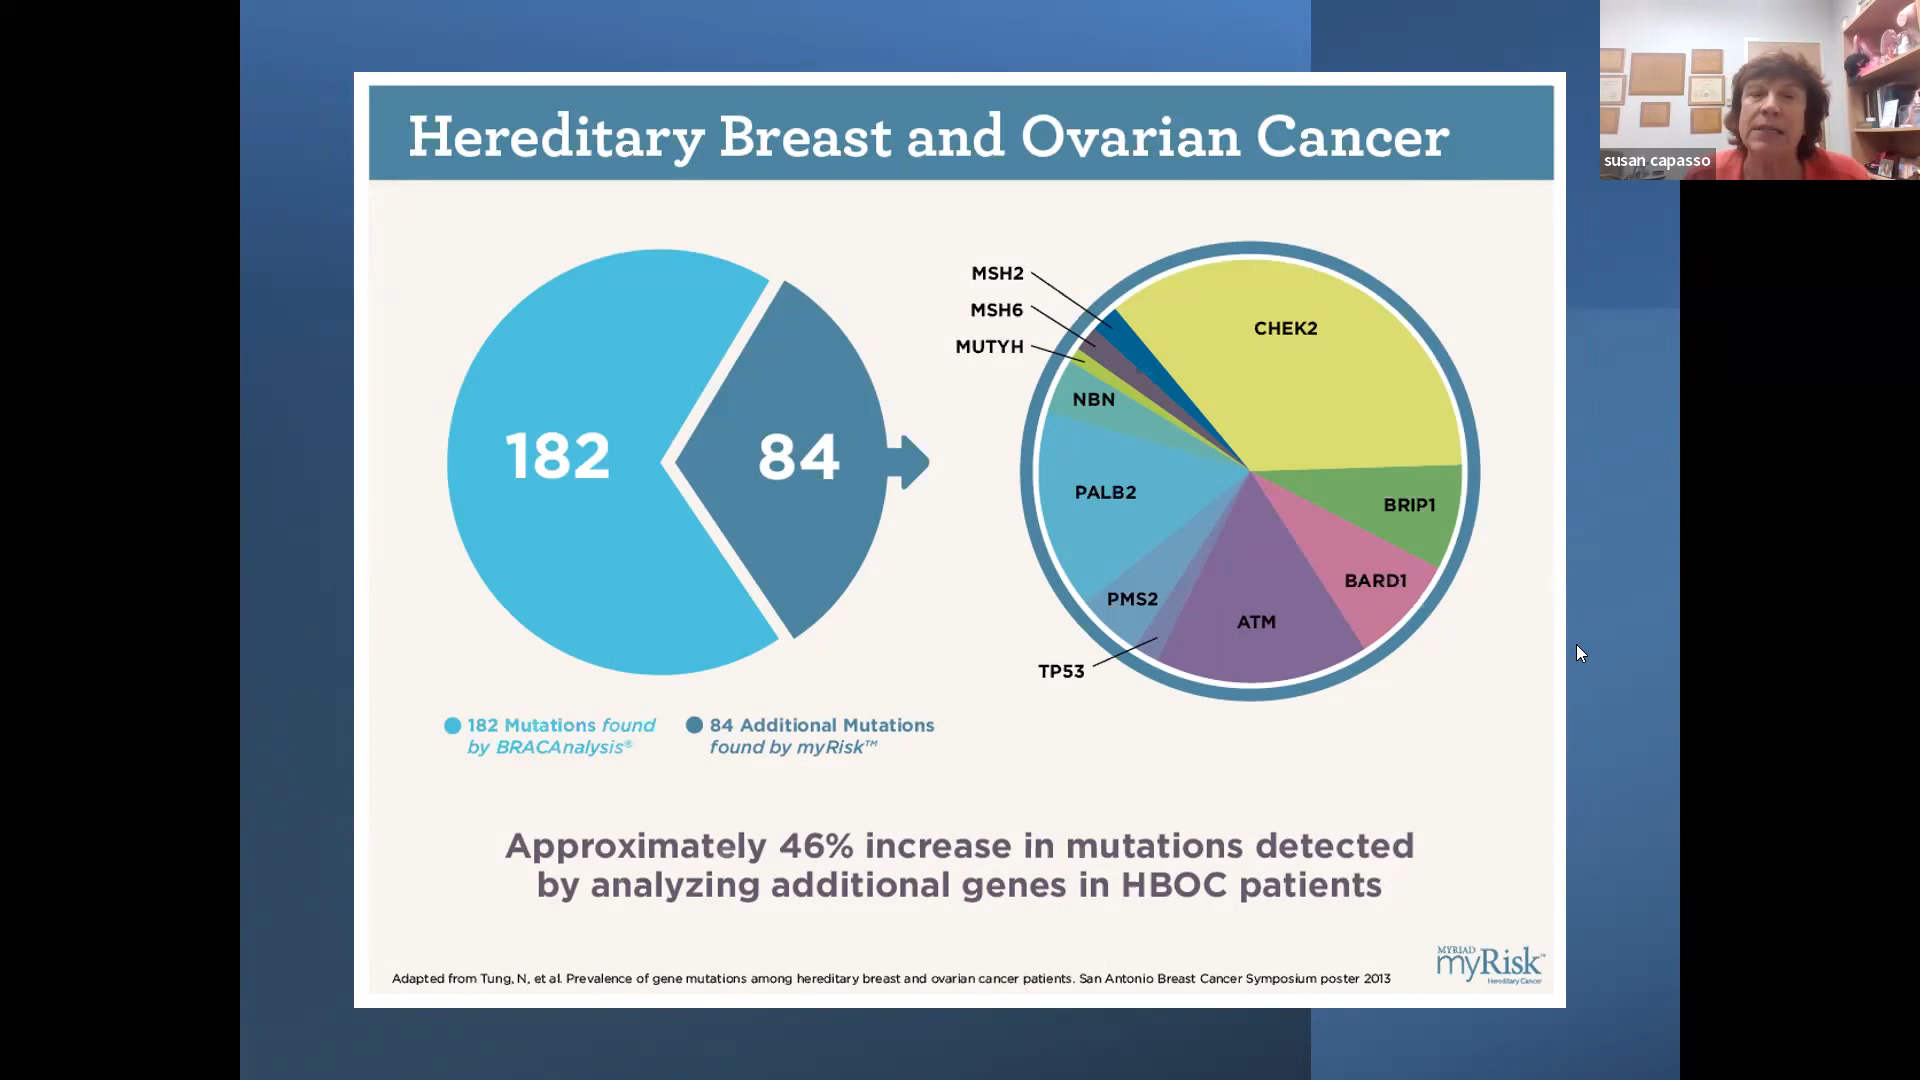 Hereditary Breast and Ovarian Cancer
susan capasso
182
84
MSH2
MSH6
MUTYH
NBN
PALB2
PMS2
TP53
CHEK2
BRIP1
BARD1
ATM
182 Mutations found
by BRACAnalysis®
84 Additional Mutations
found by myRisk™
Approximately 46% increase in mutations detected
by analyzing additional genes in HBOC patients
Adapted from Tung, N, et al. Prevalence of gene mutations among hereditary breast and ovarian cancer patients. San Antonio Breast Cancer Symposium poster 2013
MYRIAD
myRisk™
Hereditary Cancer